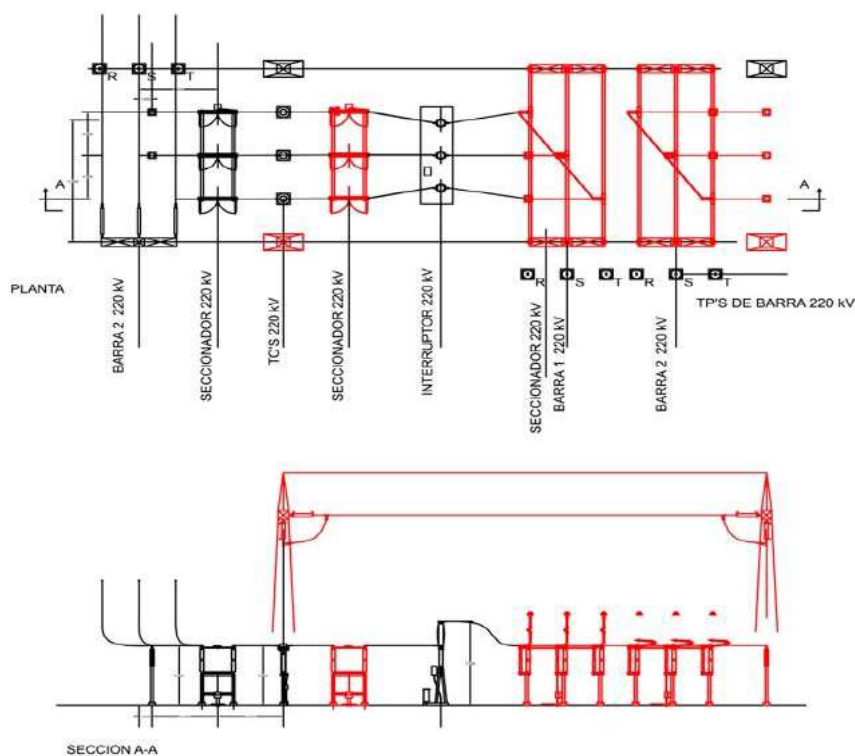 R S T
A A
R S T R S T
PLANTA
TP'S DE BARRA 220 kV
BARRA 2 220 kV
SECCIONADOR 220 kV
TC'S 220 kV
SECCIONADOR 220 kV
INTERRUPTOR 220 kV
SECCIONADOR 220 kV
BARRA 1 220 kV
BARRA 2 220 kV
SECCION A-A